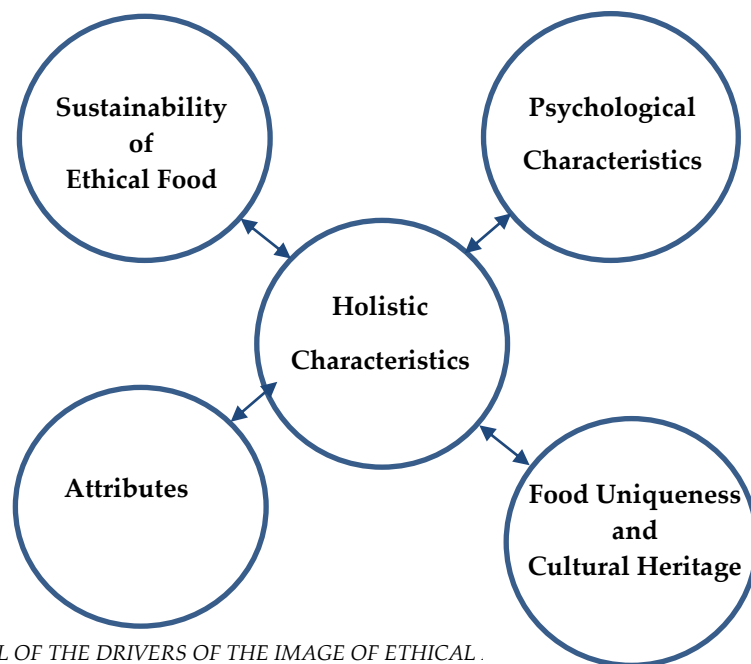 Sustainability
of
Ethical Food
Psychological
Characteristics
Holistic
Characteristics
Attributes
Food Uniqueness
and
Cultural Heritage
OF THE DRIVERS OF THE IMAGE OF ETHICAL